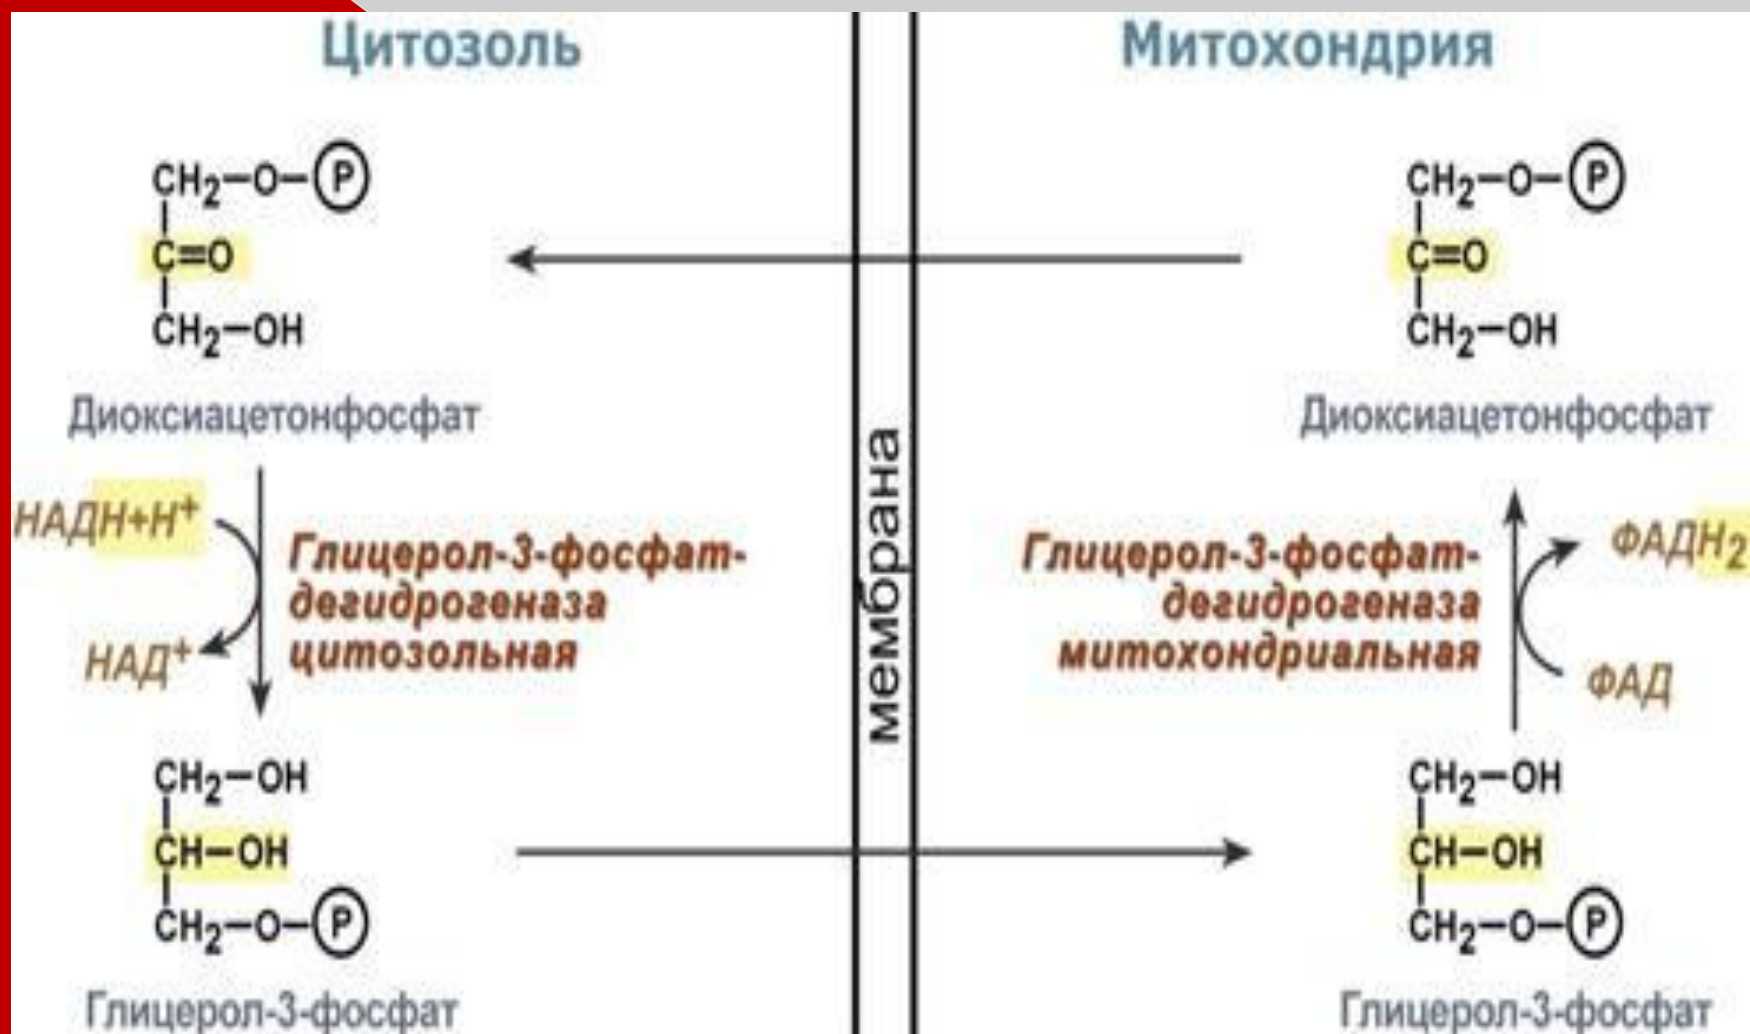 Цитозоль
Митохондрия
CH2–O–P
C=O
CH2–OH
Диоксиацетонфосфат
CH2–O–P
C=O
CH2–OH
Диоксиацетонфосфат
НАДН+Н+
НАД+
Глицерол-3-фосфат-
дегидрогеназа
цитозольная
мембрана
Глицерол-3-фосфат-
дегидрогеназа
митохондриальная
ФАДН2
ФАД
CH2–OH
CH–OH
CH2–O–P
Глицерол-3-фосфат
CH2–OH
CH–OH
CH2–O–P
Глицерол-3-фосфат